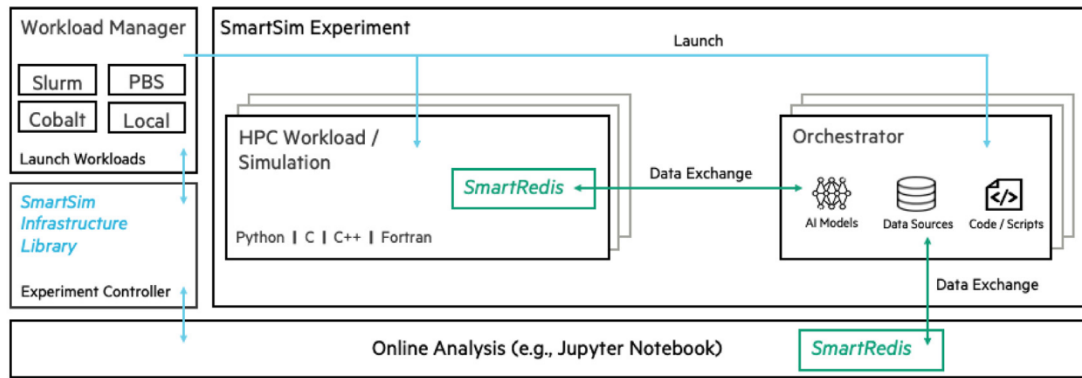 Workload Manager
Slurm
PBS
Cobalt
Local
Launch Workloads
SmartSim
Infrastructure
Library
Experiment Controller
SmartSim Experiment
Launch
HPC Workload /
Simulation
SmartRedis
Python | C | C++ | Fortran
Data Exchange
Orchestrator
AI Models
Data Sources
Code / Scripts
Data Exchange
Online Analysis (e.g., Jupyter Notebook)
SmartRedis